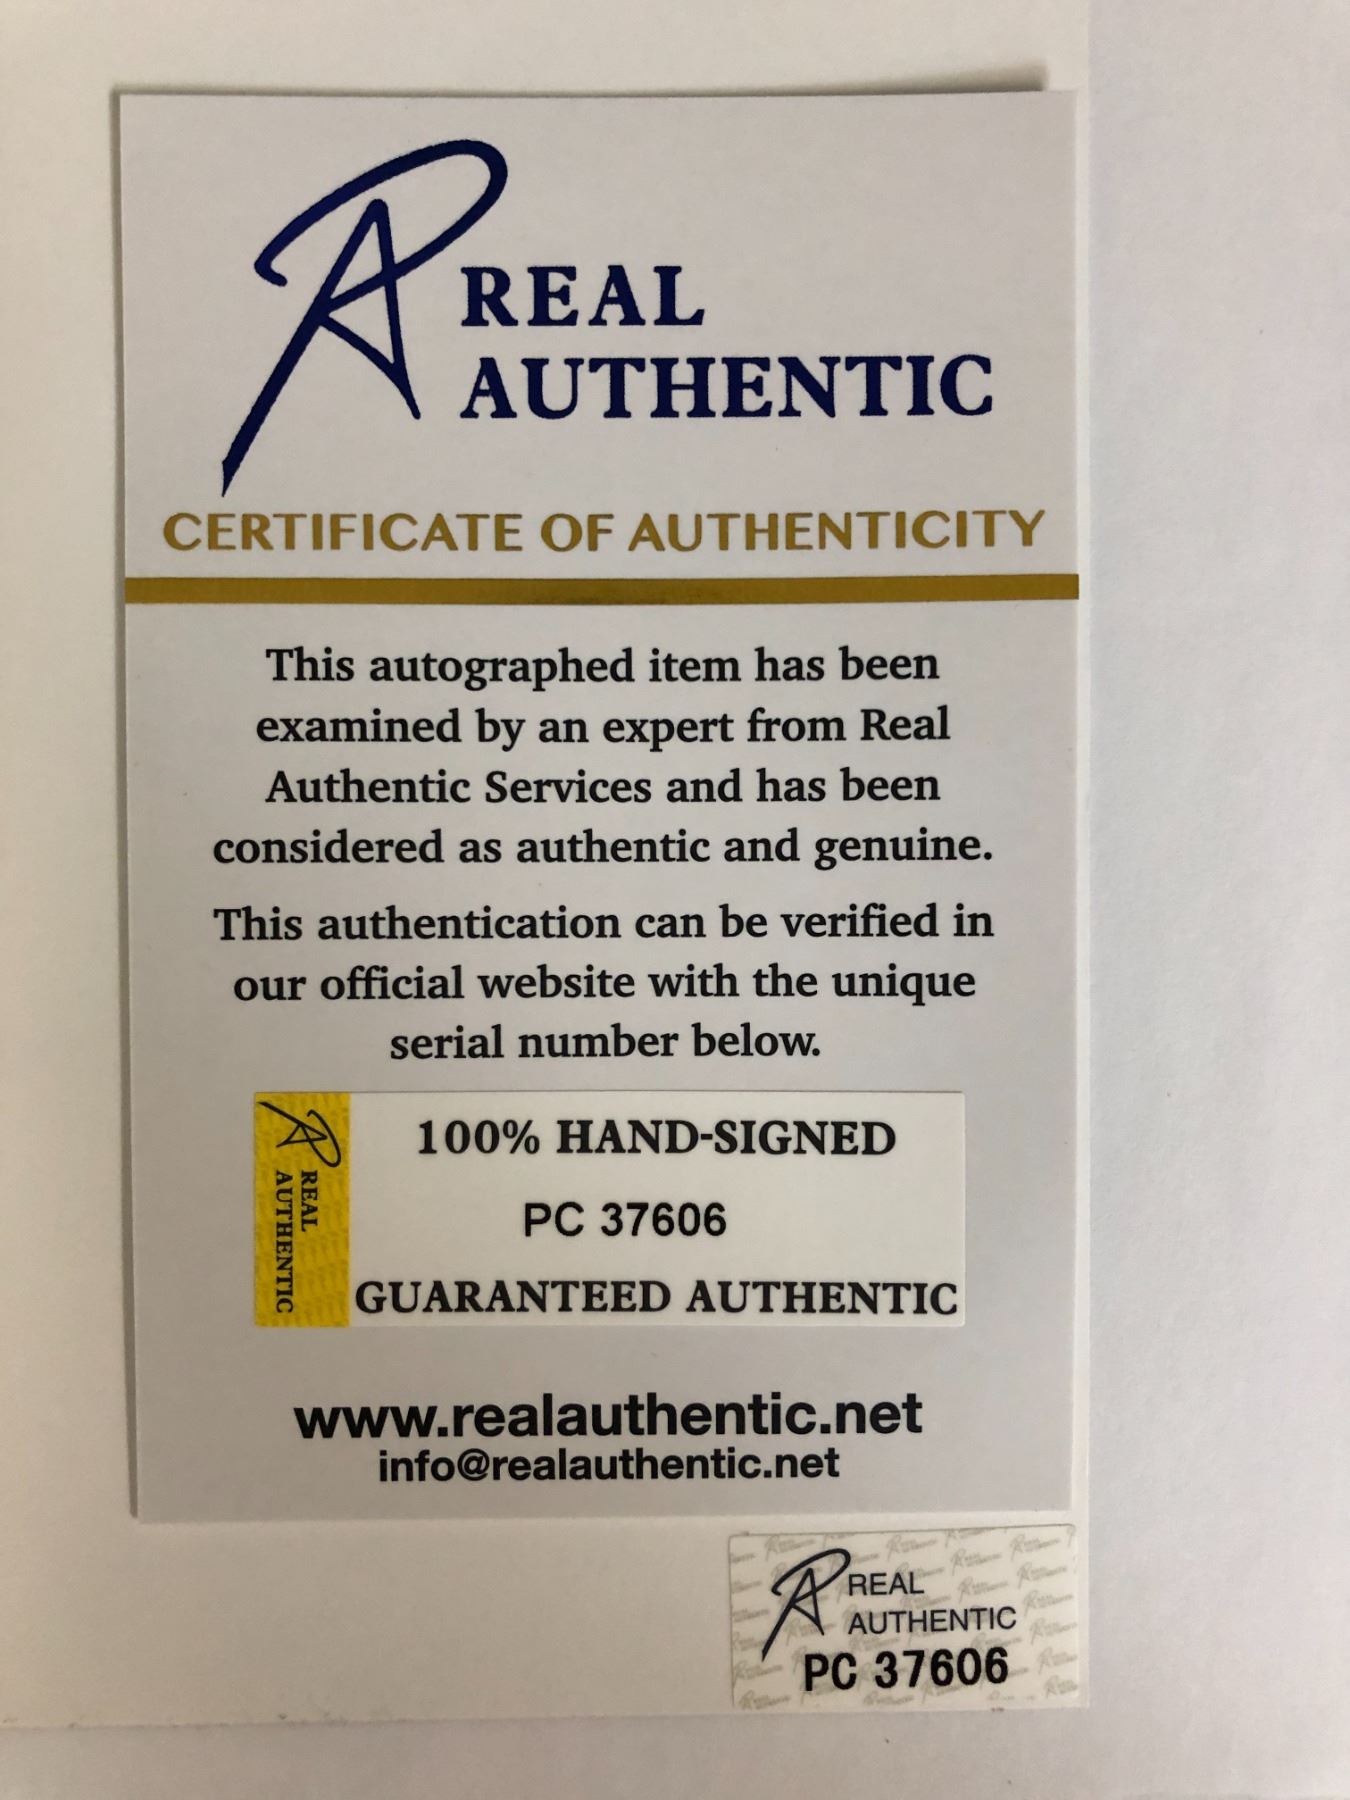 REAL
AUTHENTIC
CERTIFICATE OF AUTHENTICITY
This autographed item has been
examined by an expert from Real
Authentic Services and has been
considered as authentic and genuine.
This authentication can be verified in
our official website with the unique
serial number below.
REAL
AUTHENTIC
100% HAND-SIGNED
PC 37606
GUARANTEED AUTHENTIC
www.realauthentic.net
info@realauthentic.net
REAL
AUTHENTIC
PC 37606